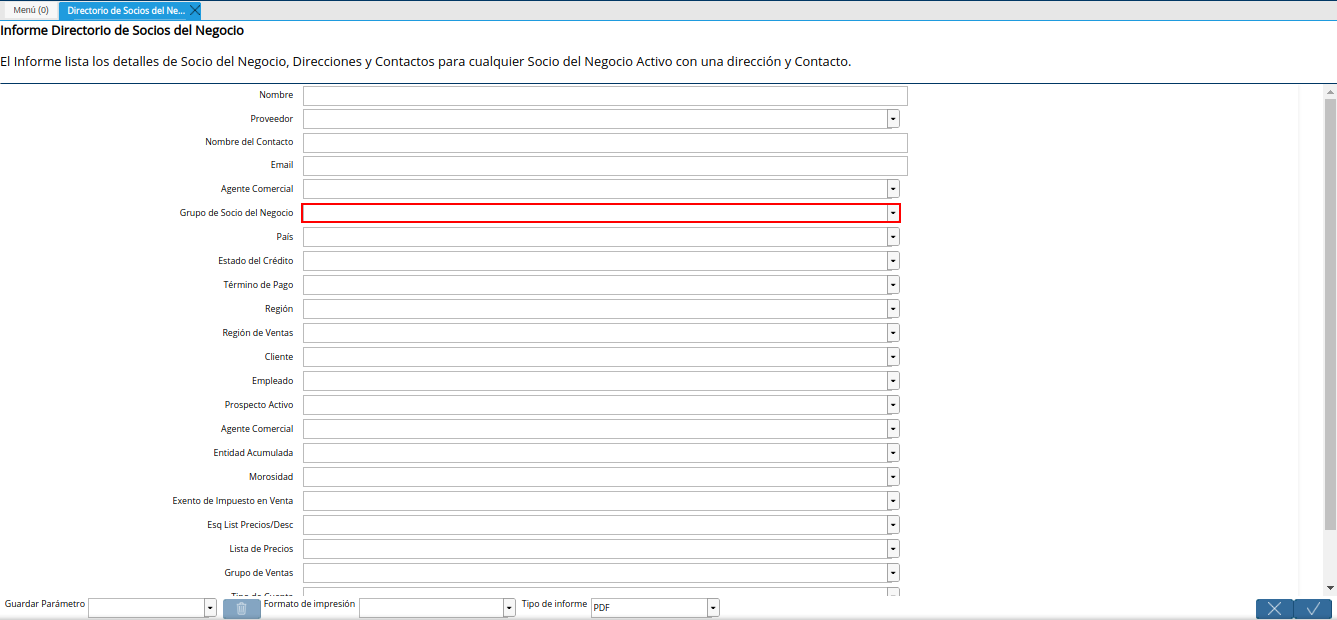 Menú (0)
Directorio de Socios del Ne...
Informe Directorio de Socios del Negocio
El Informe lista los detalles de Socio del Negocio, Direcciones y Contactos para cualquier Socio del Negocio Activo con una dirección y Contacto.
Nombre
Proveedor
Nombre del Contacto
Email
Agente Comercial
Grupo de Socio del Negocio
País
Estado del Crédito
Término de Pago
Región
Región de Ventas
Cliente
Empleado
Prospecto Activo
Agente Comercial
Entidad Acumulada
Morosidad
Exento de Impuesto en Venta
Esq List Precios/Desc
Lista de Precios
Grupo de Ventas
Guardar Parámetro
Formato de impresión
Tipo de informe
PDF